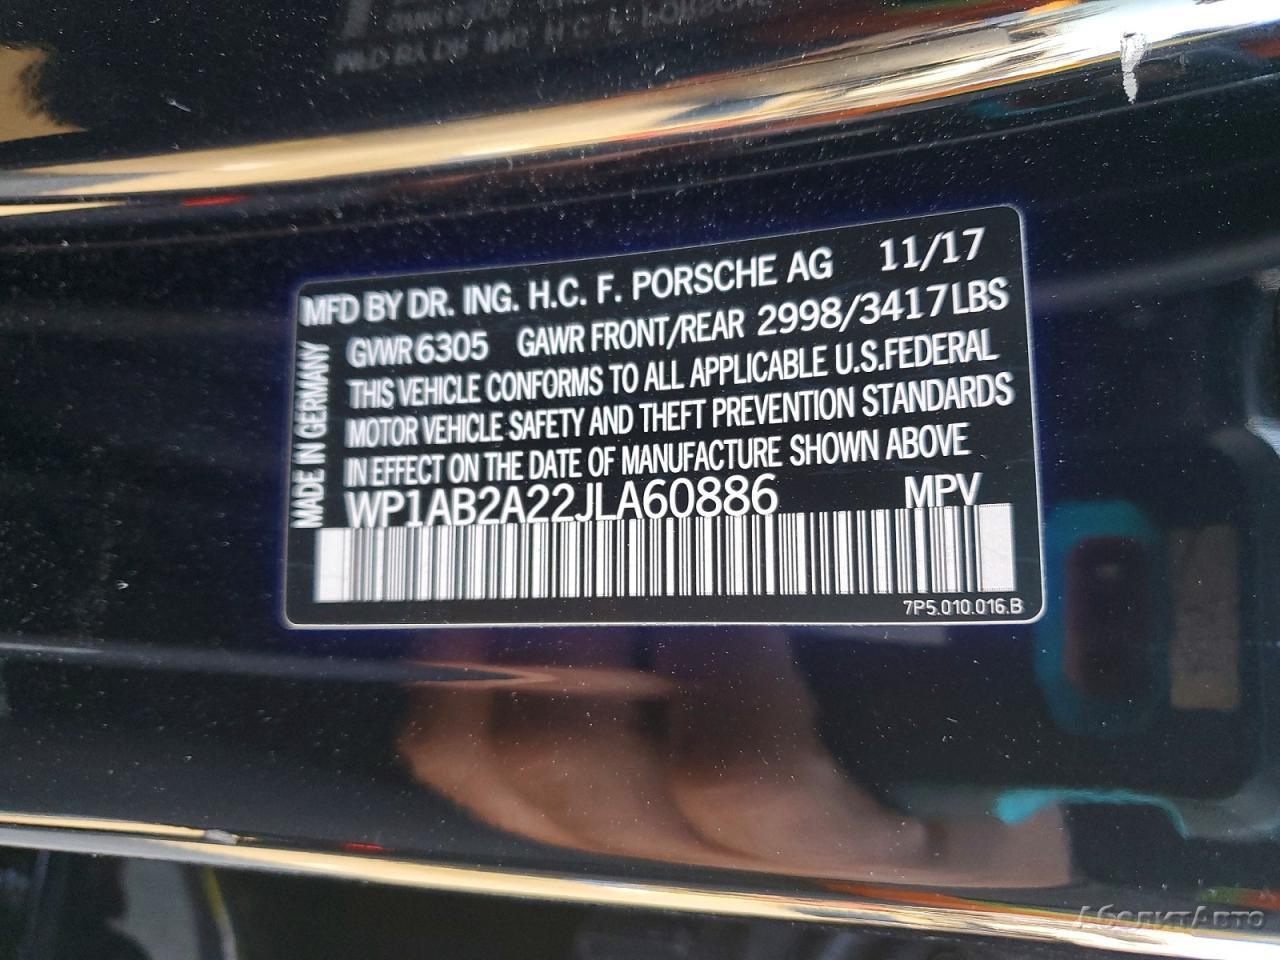 MFD BY DR. ING. H.C. F. PORSCHE AG 11/17
GVWR 6305 GAWR FRONT/REAR 2998/3417LBS
THIS VEHICLE CONFORMS TO ALL APPLICABLE U.S.FEDERAL
MOTOR VEHICLE SAFETY AND THEFT PREVENTION STANDARDS
IN EFFECT ON THE DATE OF MANUFACTURE SHOWN ABOVE
WP1AB2A22JLA60886 MPV
7P5.010.016.B
MADE IN GERMANY
АболитАвто